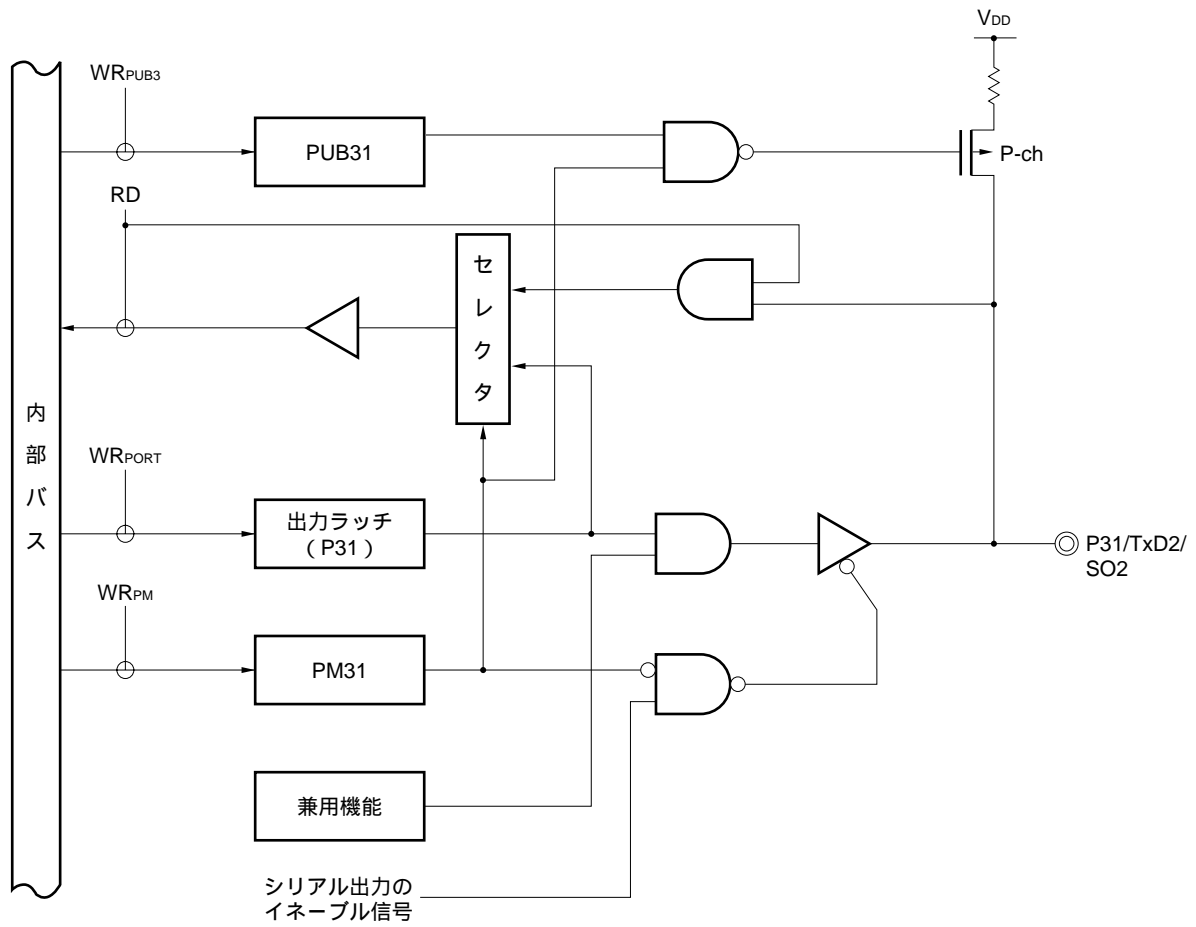 VDD
WRPUB3
PUB31
P-ch
RD
セレクタ
内部バス
WRPORT
出力ラッチ
（P31）
P31/TxD2/
SO2
WRPM
PM31
兼用機能
シリアル出力の
イネーブル信号